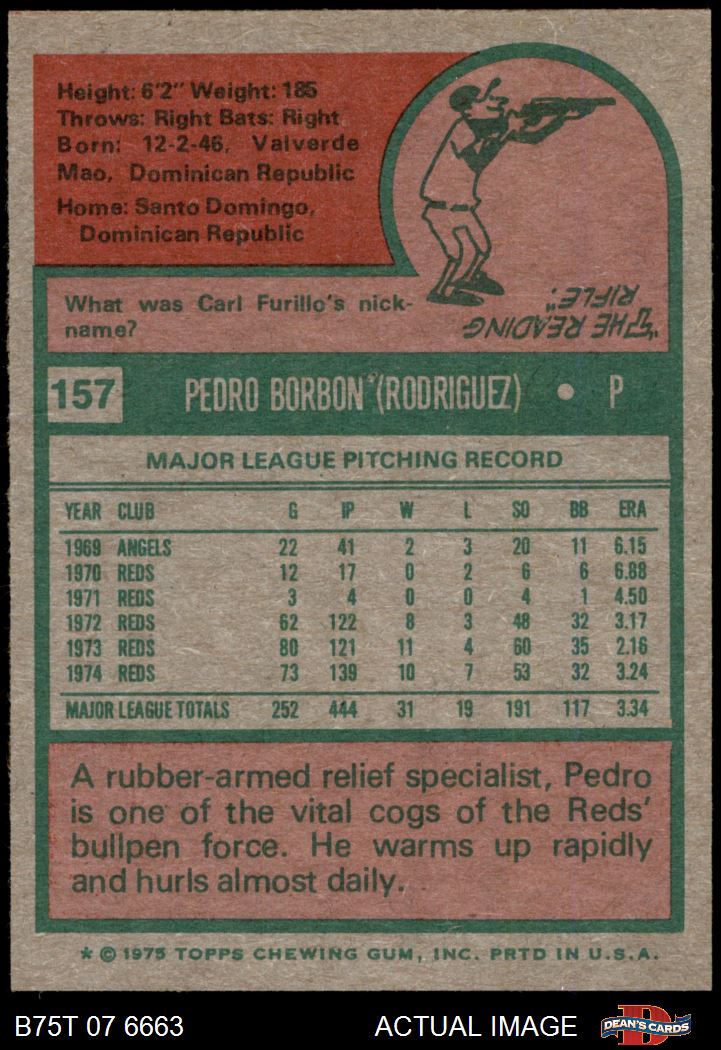 Height: 6'2" Weight: 185
Throws: Right Bats: Right
Born: 12-2-46, Valverde
Mao, Dominican Republic
Home: Santo Domingo,
Dominican Republic
What was Carl Furillo's nick-
name?
"THE READING
RIFLE".
157 PEDRO BORBON (RODRIGUEZ) • P
MAJOR LEAGUE PITCHING RECORD
YEAR CLUB G IP W L SO BB ERA
1969 ANGELS 22 41 2 3 20 11 6.15
1970 REDS 12 17 0 2 6 6 6.88
1971 REDS 3 4 0 0 4 1 4.50
1972 REDS 62 122 8 3 48 32 3.17
1973 REDS 80 121 11 4 60 35 2.16
1974 REDS 73 139 10 7 53 32 3.24
MAJOR LEAGUE TOTALS 252 444 31 19 191 117 3.34
A rubber-armed relief specialist, Pedro
is one of the vital cogs of the Reds'
bullpen force. He warms up rapidly
and hurls almost daily.
* © 1975 TOPPS CHEWING GUM, INC. PRTD IN U.S.A.
B75T 07 6663 ACTUAL IMAGE D DEAN'S CARDS